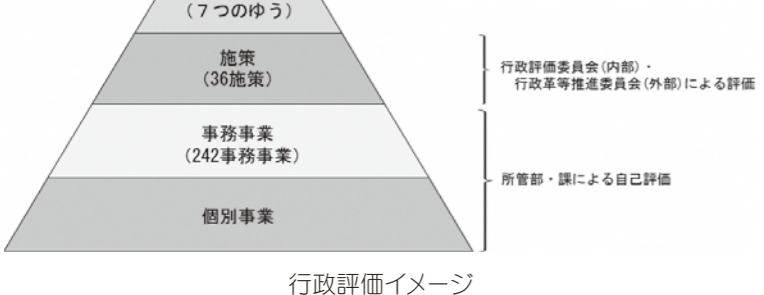 (７つのゆう)
施策
(36施策)
行政評価委員会(内部)・
行政革等推進委員会(外部)による評価
事務事業
(242事務事業)
所管部・課による自己評価
個別事業
行政評価イメージ